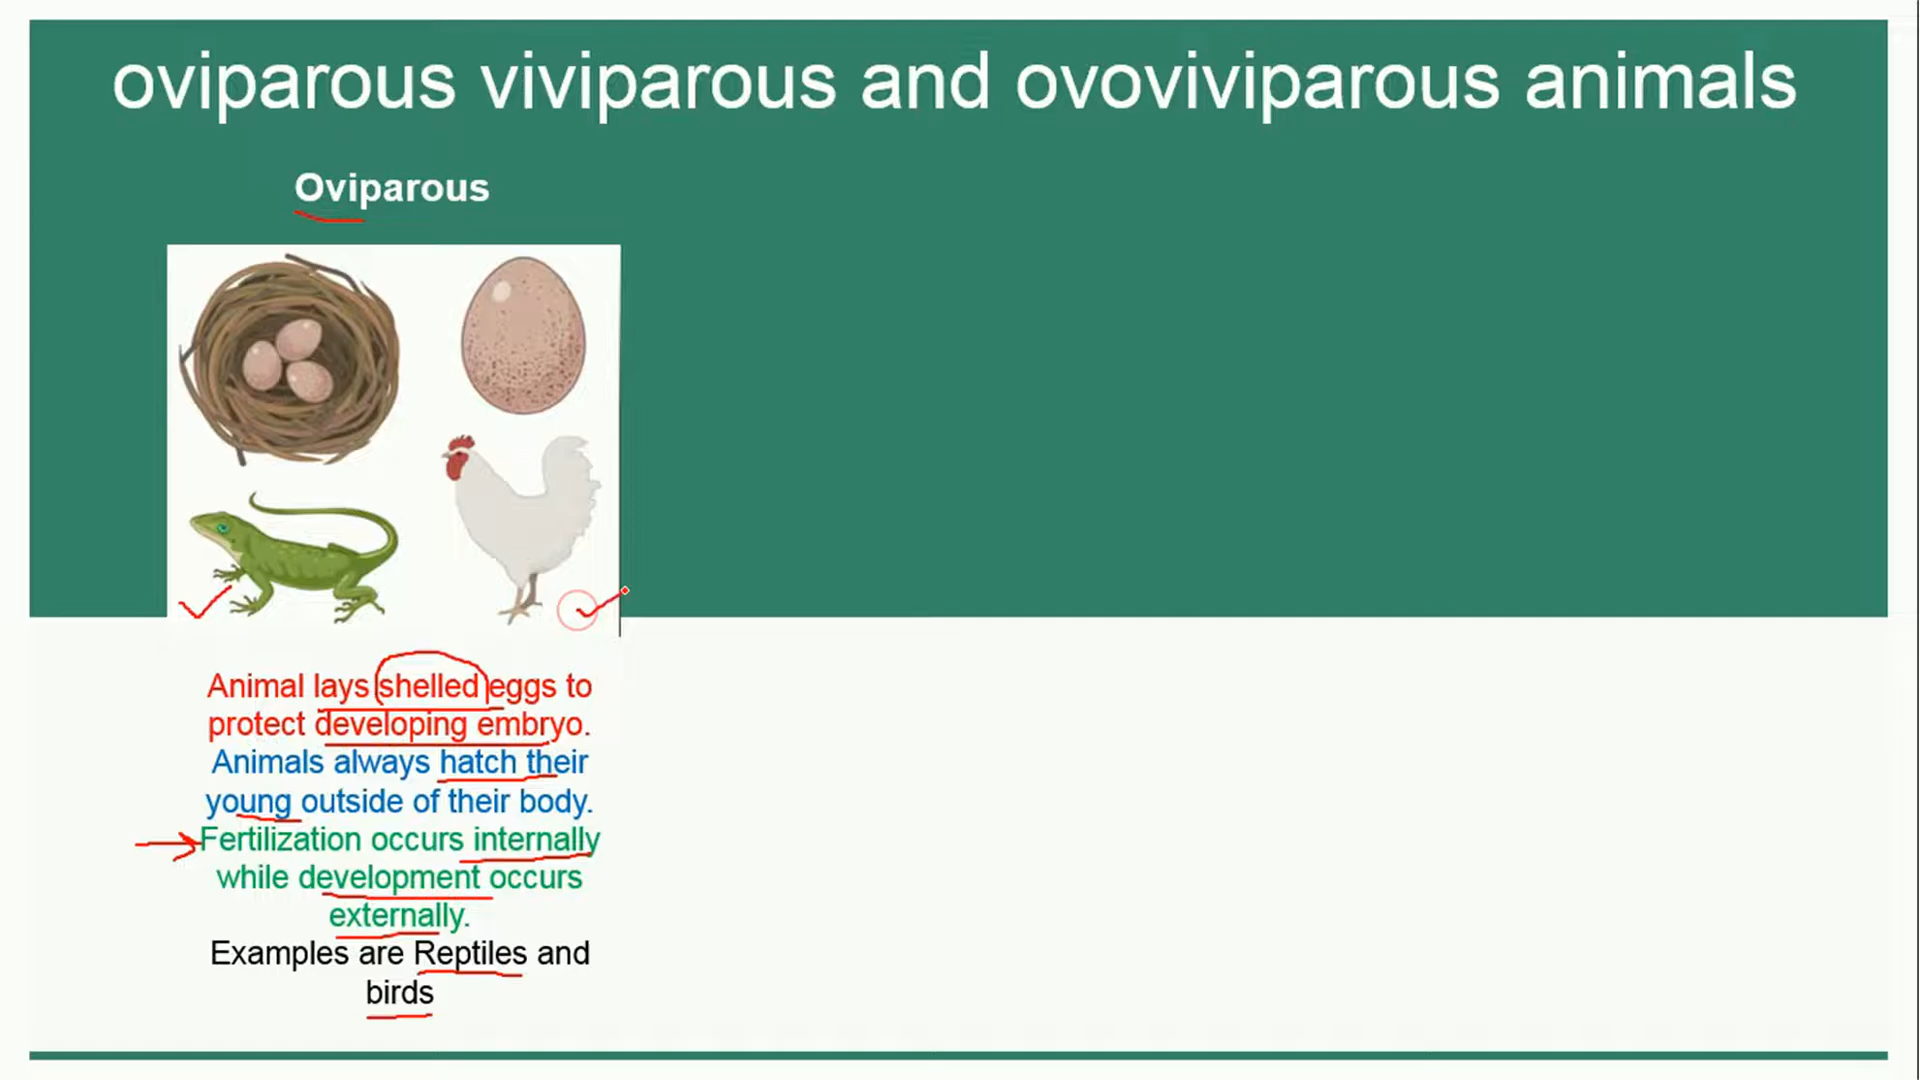 oviparous viviparous and ovoviviparous animals
Oviparous
Animal lays shelled eggs to
protect developing embryo.
Animals always hatch their
young outside of their body.
Fertilization occurs internally
while development occurs
externally.
Examples are Reptiles and
birds